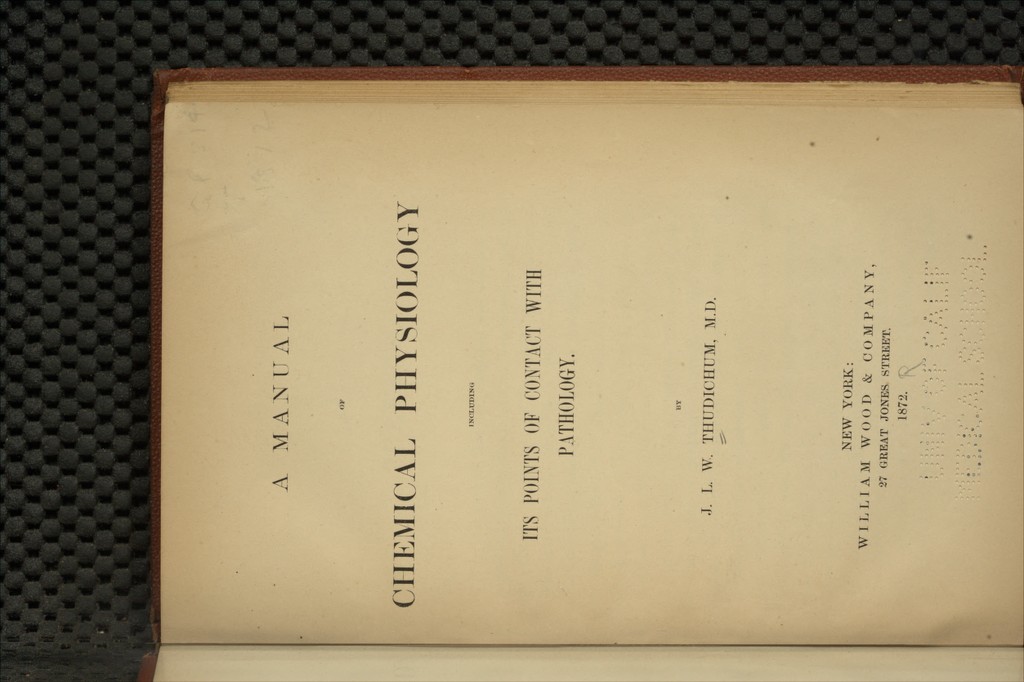 A MANUAL
OF
CHEMICAL PHYSIOLOGY
INCLUDING
ITS POINTS OF CONTACT WITH
PATHOLOGY.
BY
J. L. W. THUDICHUM, M.D.
NEW YORK:
WILLIAM WOOD & COMPANY,
27 GREAT JONES STREET.
1872.
UNIV OF CALIF
MEDICAL SCHOOL